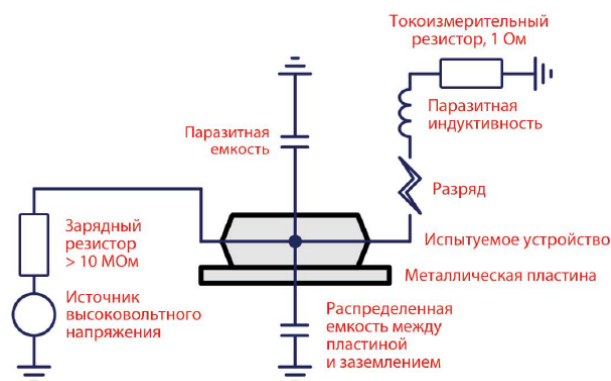 Токоизмерительный
резистор, 1 Ом
Паразитная
индуктивность
Паразитная
емкость
Разряд
Зарядный
резистор
> 10 МОм
Испытуемое устройство
Металлическая пластина
Источник
высоковольтного
напряжения
Распределенная
емкость между
пластиной
и заземлением